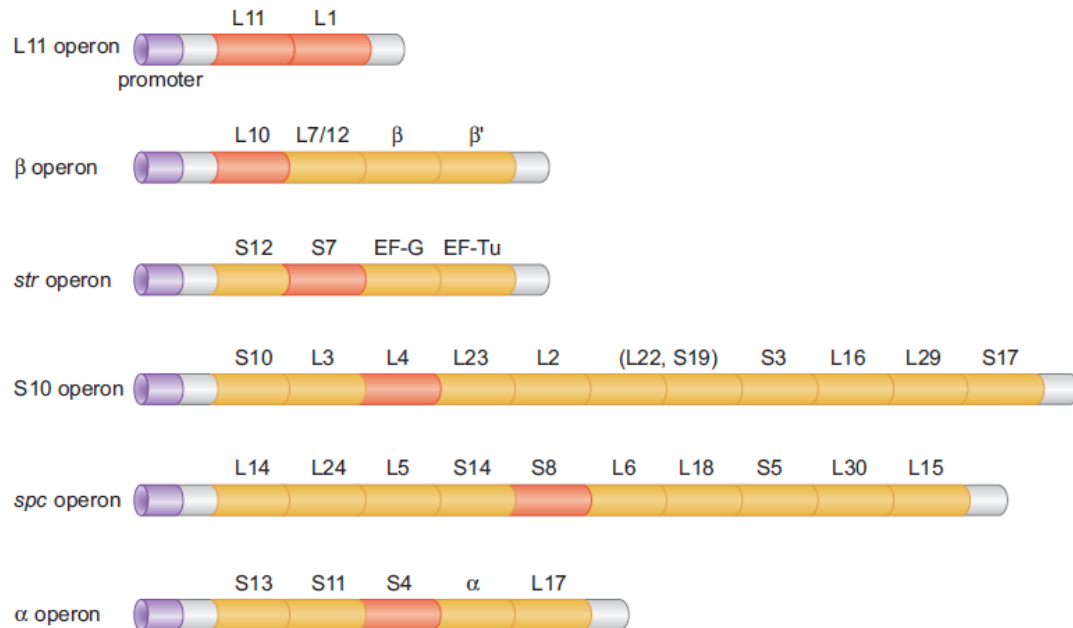 L11 L1
L11 operon
promoter
L10 L7/12 β β'
β operon
S12 S7 EF-G EF-Tu
str operon
S10 L3 L4 L23 L2 (L22, S19) S3 L16 L29 S17
S10 operon
L14 L24 L5 S14 S8 L6 L18 S5 L30 L15
spc operon
S13 S11 S4 α L17
α operon